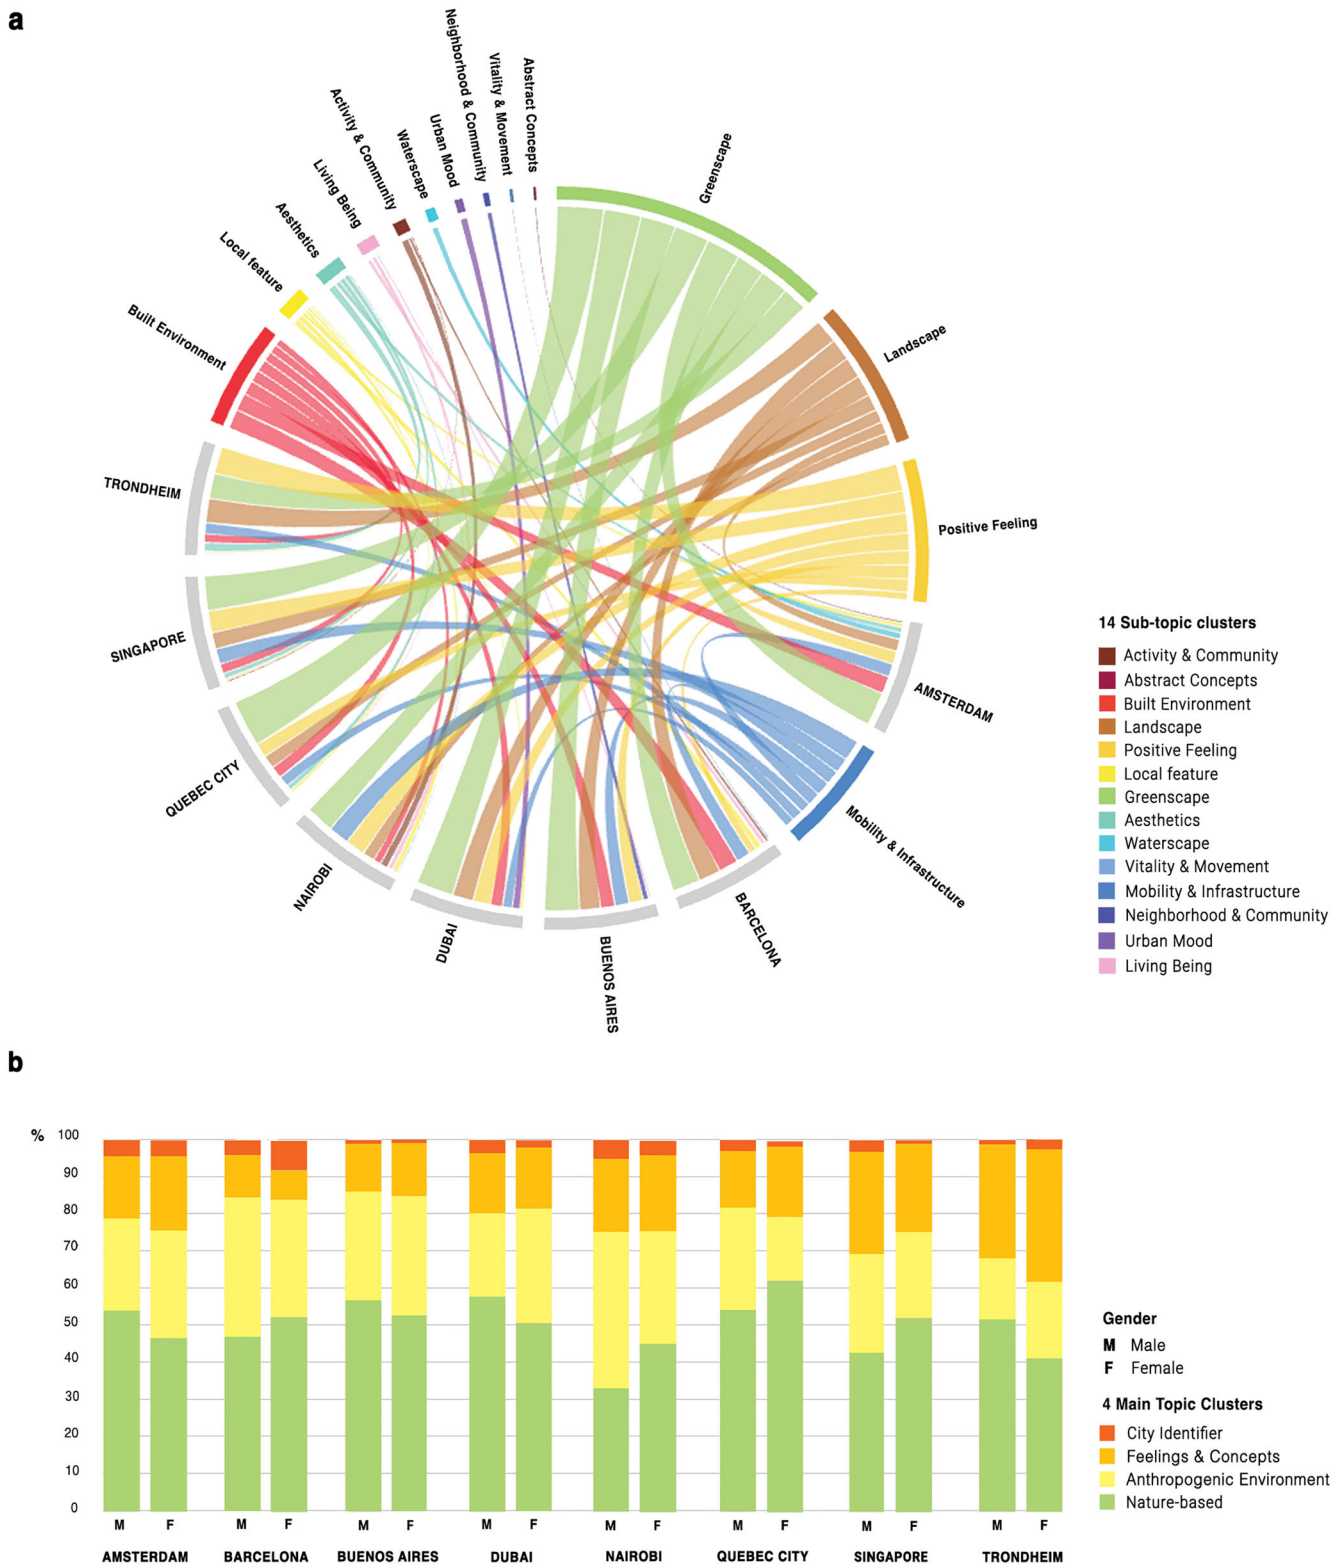 a
Neighborhood & Community
Vitality & Movement
Abstract Concepts
Activity & Community
Urban Mood
Waterscape
Living Being
Aesthetics
Local feature
Built Environment
Greenscape
Landscape
Positive Feeling
TRONDHEIM
SINGAPORE
QUEBEC CITY
NAIROBI
DUBAI
BUENOS AIRES
BARCELONA
AMSTERDAM
Mobility & Infrastructure
14 Sub-topic clusters
Activity & Community
Abstract Concepts
Built Environment
Landscape
Positive Feeling
Local feature
Greenscape
Aesthetics
Waterscape
Vitality & Movement
Mobility & Infrastructure
Neighborhood & Community
Urban Mood
Living Being
b
% 100
90
80
70
60
50
40
30
20
10
0
M F M F M F M F M F M F M F M F
AMSTERDAM BARCELONA BUENOS AIRES DUBAI NAIROBI QUEBEC CITY SINGAPORE TRONDHEIM
Gender
M Male
F Female
4 Main Topic Clusters
City Identifier
Feelings & Concepts
Anthropogenic Environment
Nature-based